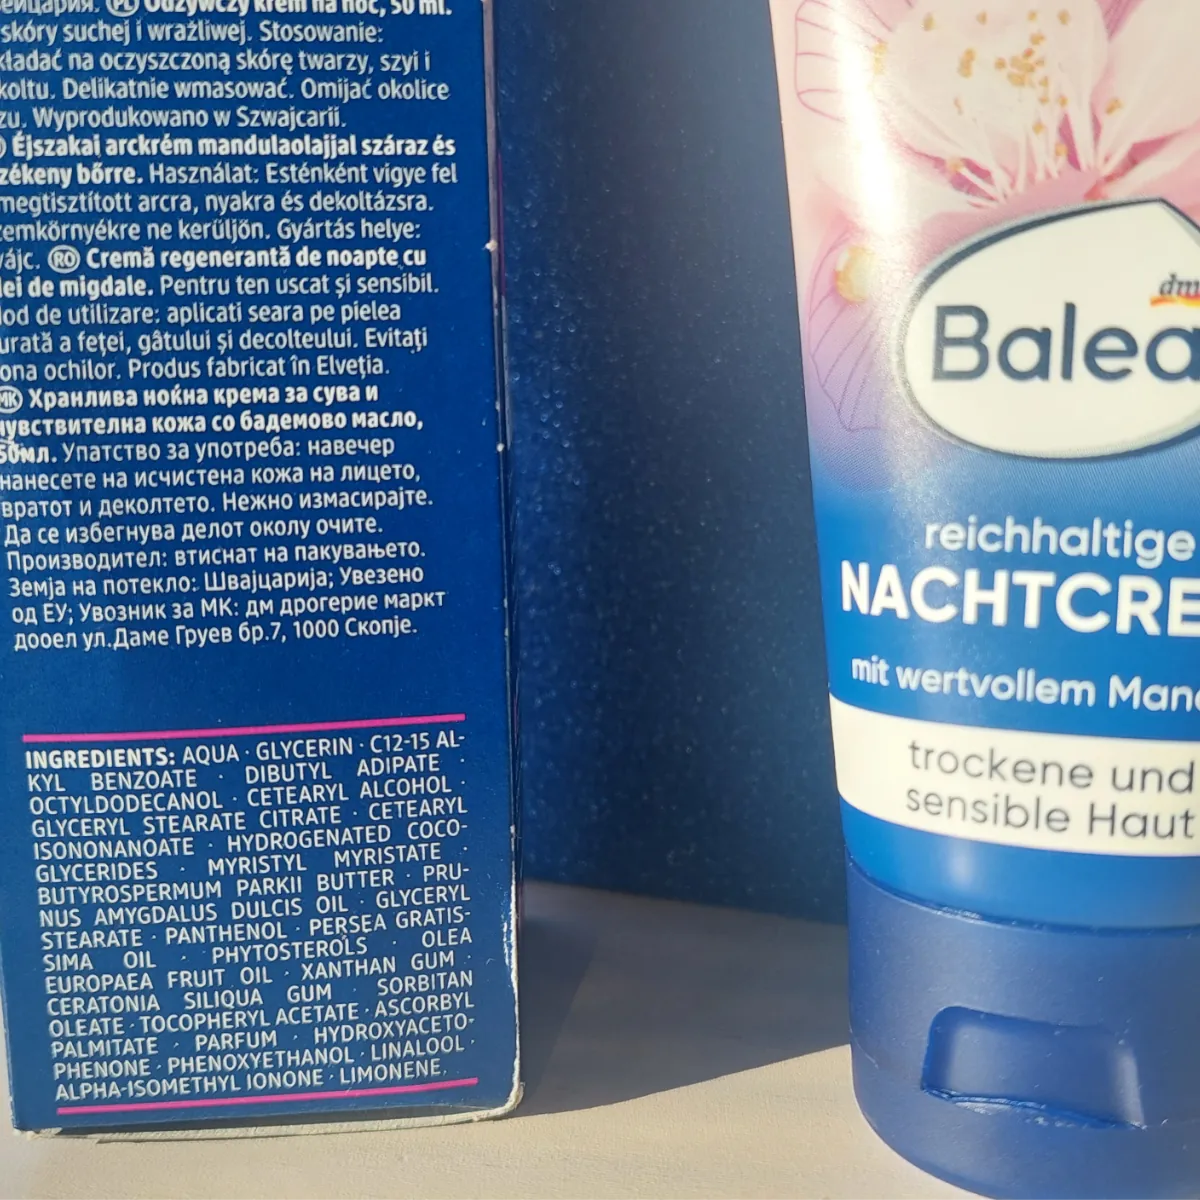 PL Odżywczy krem na noc, 50 ml.
skóry suchej i wrażliwej. Stosowanie:
na oczyszczoną skórę twarzy, szyi i
Delikatnie wmasować. Omijać okolice
Wyprodukowano w Szwajcarii.
Éjszakai arckrém mandulaolajjal száraz és
bőrre. Használat: Esténként vigye fel
megtisztított arcra, nyakra és dekoltázsra.
ne kerüljön. Gyártás helye:
RO Cremă regenerantă de noapte cu
de migdale. Pentru ten uscat și sensibil.
de utilizare: aplicati seara pe pielea
a feței, gâtului și decolteului. Evitați
ochilor. Produs fabricat în Elveția.
MK Хранлива ноќна крема за сува и
чувствителна кожа со бадемово масло,
50мл. Упатство за употреба: навечер
нанесете на исчистена кожа на лицето,
вратот и деколтето. Нежно измасирајте.
Да се избегнува делот околу очите.
Производител: втиснат на пакувањето.
Земја на потекло: Швајцарија; Увезено
од ЕУ; Увозник за МК: дм дрогерие маркт
дооел ул.Даме Груев бр.7, 1000 Скопје.
INGREDIENTS: AQUA · GLYCERIN · C12-15 AL-
KYL BENZOATE · DIBUTYL ADIPATE ·
OCTYLDODECANOL · CETEARYL ALCOHOL ·
GLYCERYL STEARATE CITRATE · CETEARYL
ISONONANOATE · HYDROGENATED COCO-
GLYCERIDES · MYRISTYL MYRISTATE ·
BUTYROSPERMUM PARKII BUTTER · PRU-
NUS AMYGDALUS DULCIS OIL · GLYCERYL
STEARATE · PANTHENOL · PERSEA GRATIS-
SIMA OIL · PHYTOSTEROLS · OLEA
EUROPAEA FRUIT OIL · XANTHAN GUM ·
CERATONIA SILIQUA GUM · SORBITAN
OLEATE · TOCOPHERYL ACETATE · ASCORBYL
PALMITATE · PARFUM · HYDROXYACETO-
PHENONE · PHENOXYETHANOL · LINALOOL ·
ALPHA-ISOMETHYL IONONE · LIMONENE.
dm
Balea
reichhaltige
NACHTCRE
mit wertvollem Mand
trockene und
sensible Haut